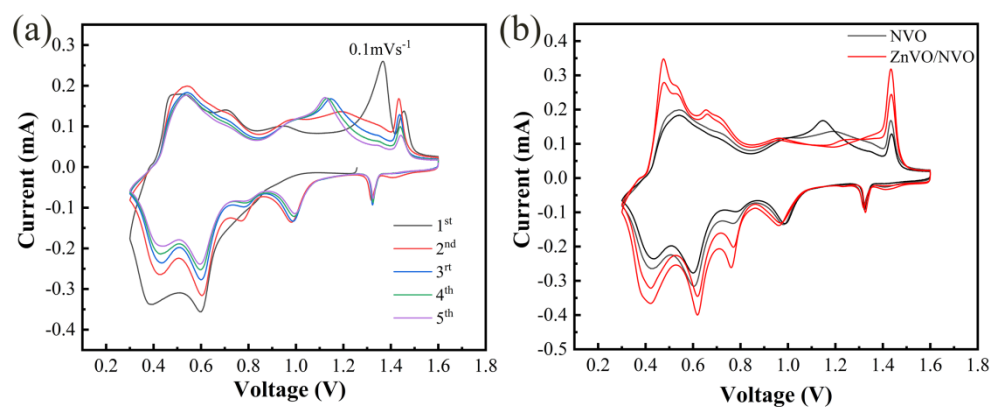 (a)
0.1mVs⁻¹
Current (mA)
0.3
0.2
0.1
0.0
-0.1
-0.2
-0.3
-0.4
1st
2nd
3rt
4th
5th
0.2 0.4 0.6 0.8 1.0 1.2 1.4 1.6 1.8
Voltage (V)
(b)
NVO
ZnVO/NVO
Current (mA)
0.4
0.3
0.2
0.1
0.0
-0.1
-0.2
-0.3
-0.4
-0.5
0.2 0.4 0.6 0.8 1.0 1.2 1.4 1.6 1.8
Voltage (V)